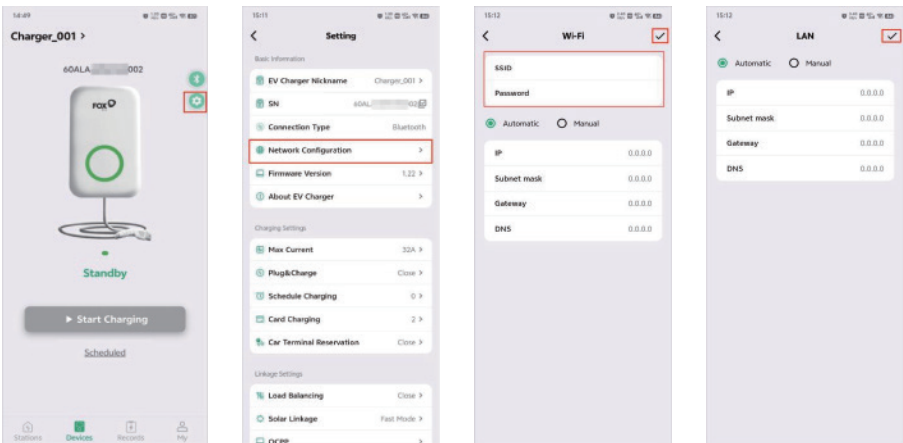 14:49
Charger_001 >
60ALA 002
FOX
Standby
Start Charging
Scheduled
Stations
Devices
Records
My
15:11
Setting
Basic Information
EV Charger Nickname Charger_001 >
SN 60AL 02
Connection Type Bluetooth
Network Configuration >
Firmware Version 1.22 >
About EV Charger >
Charging Settings
Max Current 32A >
Plug&Charge Close >
Schedule Charging 0 >
Card Charging 2 >
Car Terminal Reservation Close >
Linkage Settings
Load Balancing Close >
Solar Linkage Fast Mode >
OCPP >
15:12
Wi-Fi
SSID
Password
Automatic Manual
IP 0.0.0.0
Subnet mask 0.0.0.0
Gateway 0.0.0.0
DNS 0.0.0.0
15:12
LAN
Automatic Manual
IP 0.0.0.0
Subnet mask 0.0.0.0
Gateway 0.0.0.0
DNS 0.0.0.0